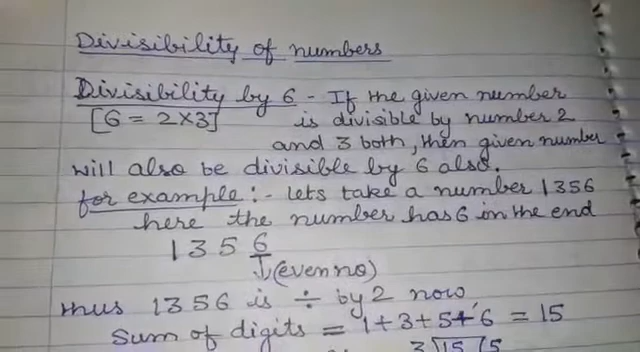 Divisibility of numbers
Divisibility by 6 - If the given number
[6 = 2×3] is divisible by number 2
and 3 both, then given number
will also be divisible by 6 also.
for example:- lets take a number 1356
here the number has 6 in the end
1 3 5 6
↓(even no)
thus 1356 is ÷ by 2 now
Sum of digits = 1+3+5+6 = 15
3 15 5